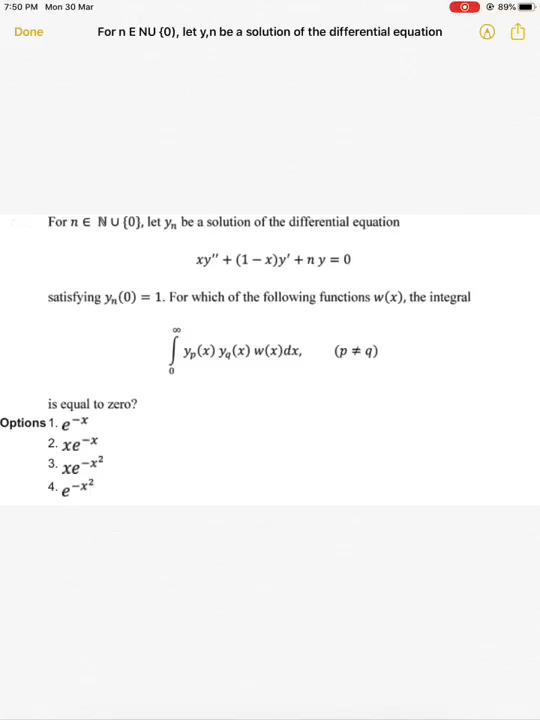 7:50 PM Mon 30 Mar
89%
Done
For n E NU {0), let y,n be a solution of the differential equation
For n ∈ ℕ ∪ {0}, let yₙ be a solution of the differential equation
xy'' + (1 − x)y' + n y = 0
satisfying yₙ(0) = 1. For which of the following functions w(x), the integral
∫₀^∞ yₚ(x) y_q(x) w(x)dx, (p ≠ q)
is equal to zero?
Options 1. e^−x
2. xe^−x
3. xe^−x²
4. e^−x²